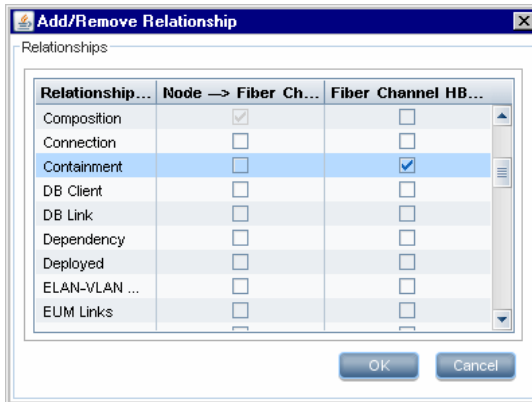 Add/Remove Relationship
Relationships
Relationship... Node —> Fiber Ch... Fiber Channel HB...
Composition
Connection
Containment
DB Client
DB Link
Dependency
Deployed
ELAN-VLAN ...
EUM Links
OK Cancel